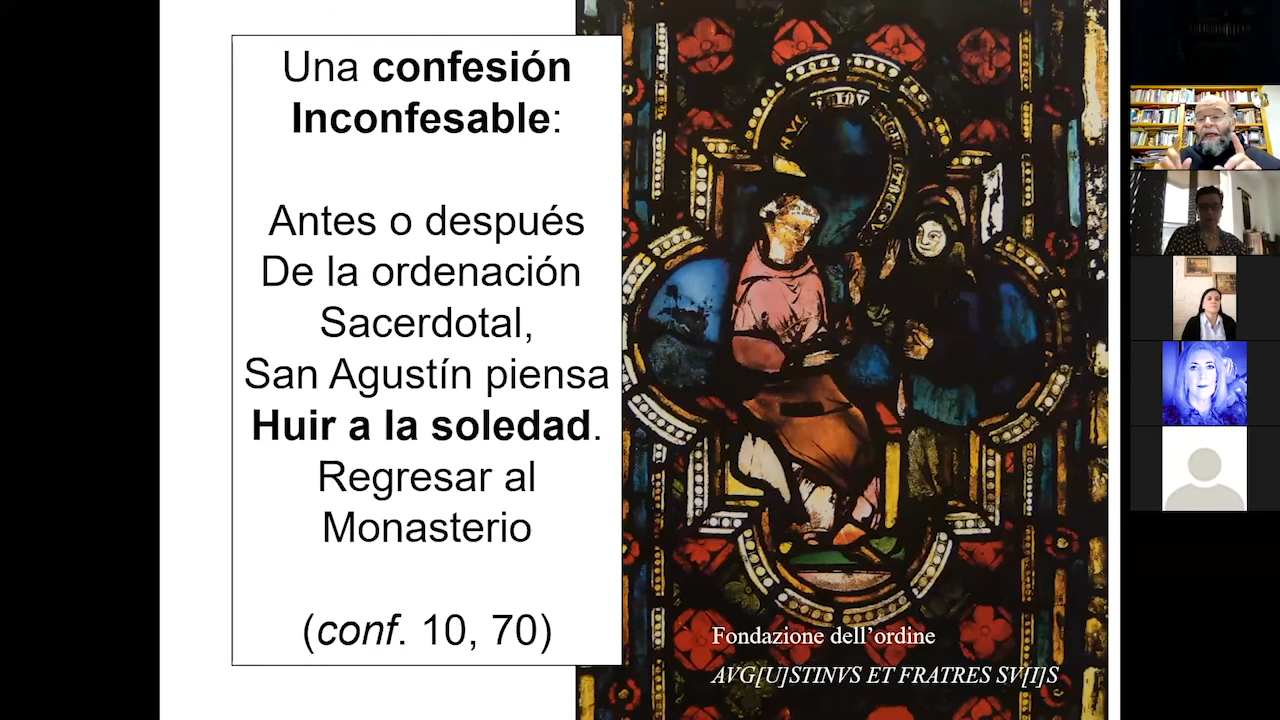 Una confesión
Inconfesable:
Antes o después
De la ordenación
Sacerdotal,
San Agustín piensa
Huir a la soledad.
Regresar al
Monasterio
(conf. 10, 70)
Fondazione dell’ordine
AVG[U]STINVS ET FRATRES SV[I]S